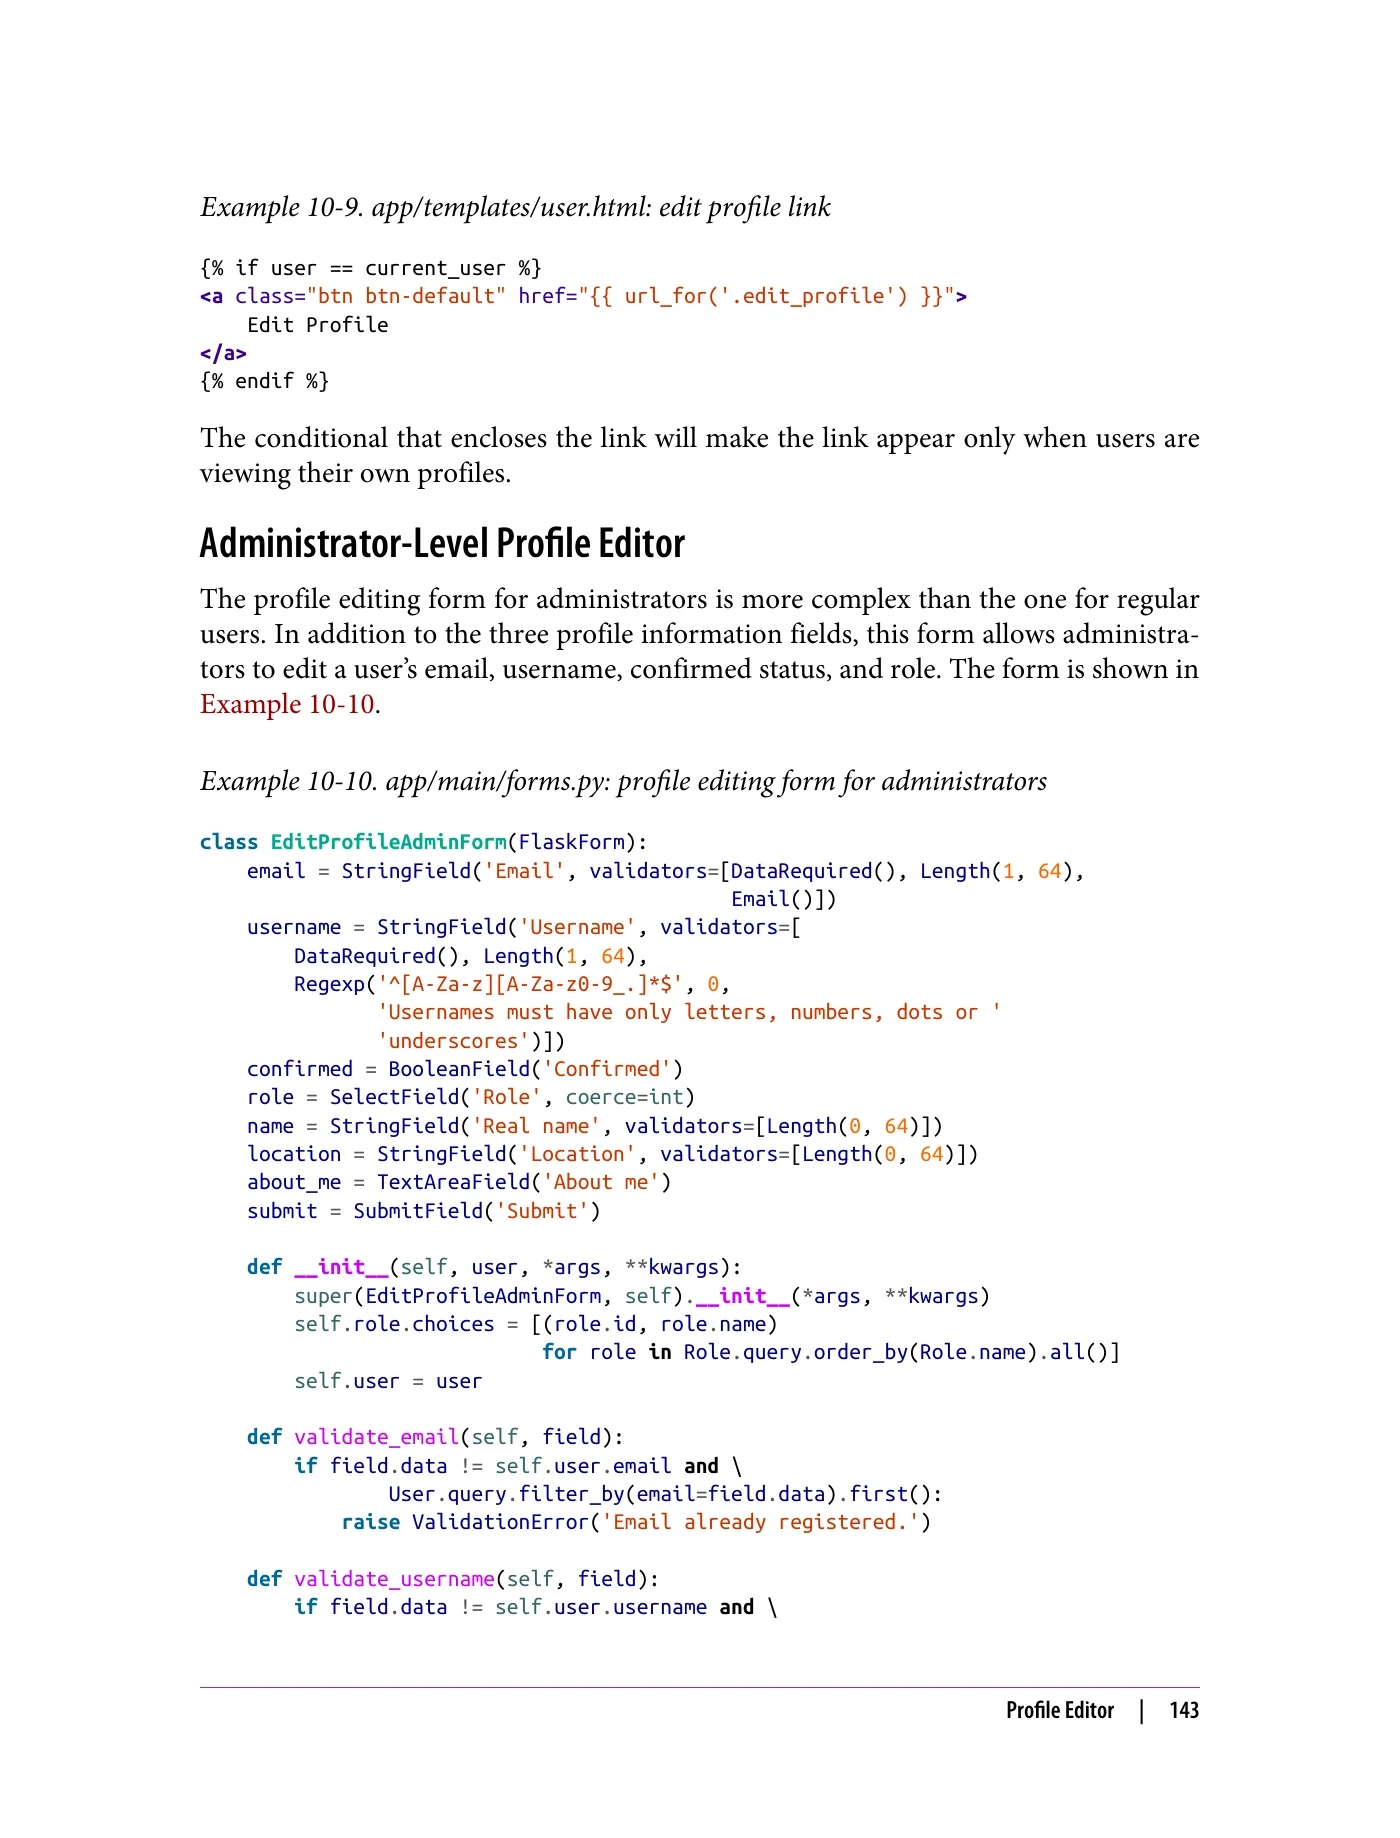 Example 10-9. app/templates/user.html: edit profile link
{% if user == current_user %}
<a class="btn btn-default" href="{{ url_for('.edit_profile') }}">
    Edit Profile
</a>
{% endif %}
The conditional that encloses the link will make the link appear only when users are
viewing their own profiles.
Administrator-Level Profile Editor
The profile editing form for administrators is more complex than the one for regular
users. In addition to the three profile information fields, this form allows administra-
tors to edit a user’s email, username, confirmed status, and role. The form is shown in
Example 10-10.
Example 10-10. app/main/forms.py: profile editing form for administrators
class EditProfileAdminForm(FlaskForm):
    email = StringField('Email', validators=[DataRequired(), Length(1, 64),
                                             Email()])
    username = StringField('Username', validators=[
        DataRequired(), Length(1, 64),
        Regexp('^[A-Za-z][A-Za-z0-9_.]*$', 0,
               'Usernames must have only letters, numbers, dots or '
               'underscores')])
    confirmed = BooleanField('Confirmed')
    role = SelectField('Role', coerce=int)
    name = StringField('Real name', validators=[Length(0, 64)])
    location = StringField('Location', validators=[Length(0, 64)])
    about_me = TextAreaField('About me')
    submit = SubmitField('Submit')
    def __init__(self, user, *args, **kwargs):
        super(EditProfileAdminForm, self).__init__(*args, **kwargs)
        self.role.choices = [(role.id, role.name)
                             for role in Role.query.order_by(Role.name).all()]
        self.user = user
    def validate_email(self, field):
        if field.data != self.user.email and \
                User.query.filter_by(email=field.data).first():
            raise ValidationError('Email already registered.')
    def validate_username(self, field):
        if field.data != self.user.username and \
Profile Editor | 143